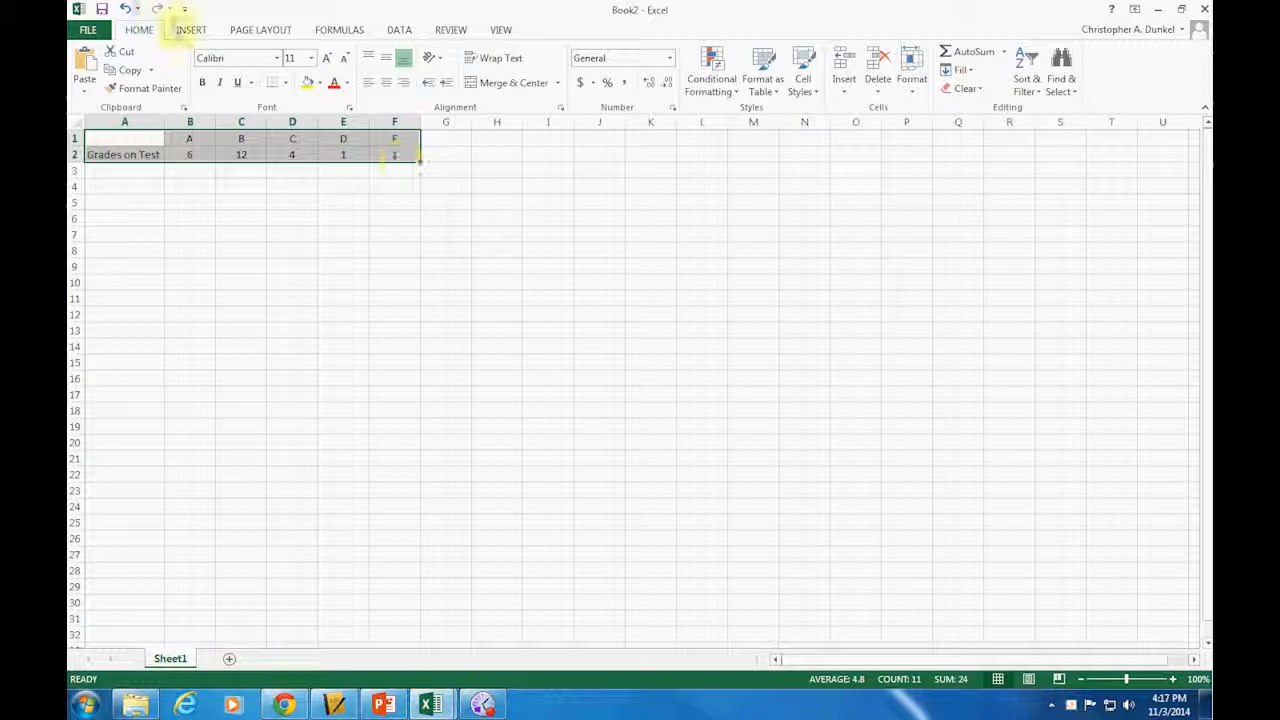 Book2 - Excel
FILE HOME INSERT PAGE LAYOUT FORMULAS DATA REVIEW VIEW Christopher A. Dunkel
Cut
Copy
Format Painter
Paste
Clipboard
Calibri 11
B I U A
Font
Wrap Text
Merge & Center
Alignment
General
$ % ,
Number
Conditional Formatting
Format as Table
Cell Styles
Styles
Insert Delete Format
Cells
AutoSum
Fill
Clear
Sort & Filter
Find & Select
Editing
A B C D E F G H I J K L M N O P Q R S T U
1 A B C D F
2 Grades on Test 6 12 4 1
3
4
5
6
7
8
9
10
11
12
13
14
15
16
17
18
19
20
21
22
23
24
25
26
27
28
29
30
31
32
Sheet1
READY AVERAGE: 4.8 COUNT: 11 SUM: 24 100%
4:17 PM
11/3/2014